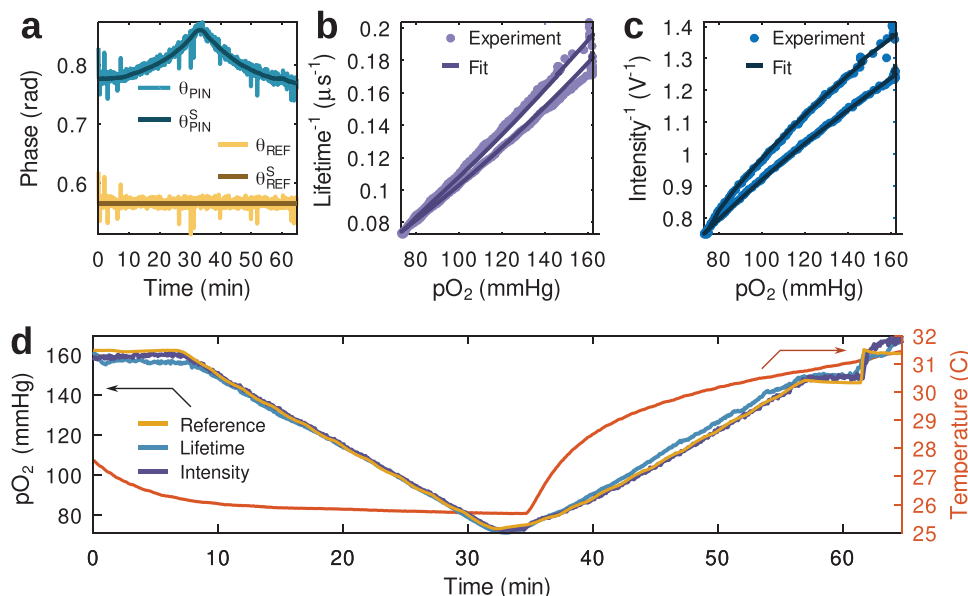 a
Phase (rad)
0.8
0.7
0.6
θPIN
θ^S_PIN
θREF
θ^S_REF
0 10 20 30 40 50 60
Time (min)
b
Lifetime⁻¹ (μs⁻¹)
0.2
0.18
0.16
0.14
0.12
0.1
0.08
Experiment
Fit
80 100 120 140 160
pO₂ (mmHg)
c
Intensity⁻¹ (V⁻¹)
1.4
1.3
1.2
1.1
1
0.9
0.8
Experiment
Fit
80 100 120 140 160
pO₂ (mmHg)
d
pO₂ (mmHg)
160
140
120
100
80
Reference
Lifetime
Intensity
32
31
30
29
28
27
26
25
Temperature (C)
0 10 20 30 40 50 60
Time (min)